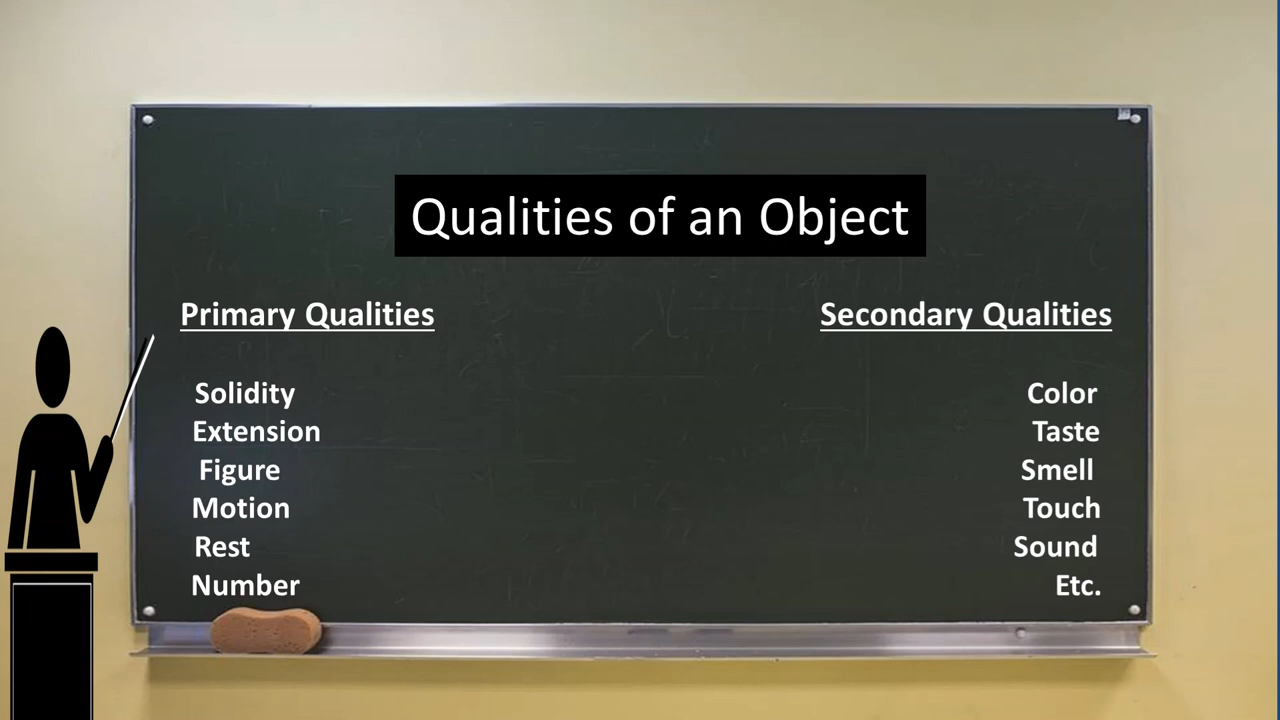 Qualities of an Object
Primary Qualities
Solidity
Extension
Figure
Motion
Rest
Number
Secondary Qualities
Color
Taste
Smell
Touch
Sound
Etc.